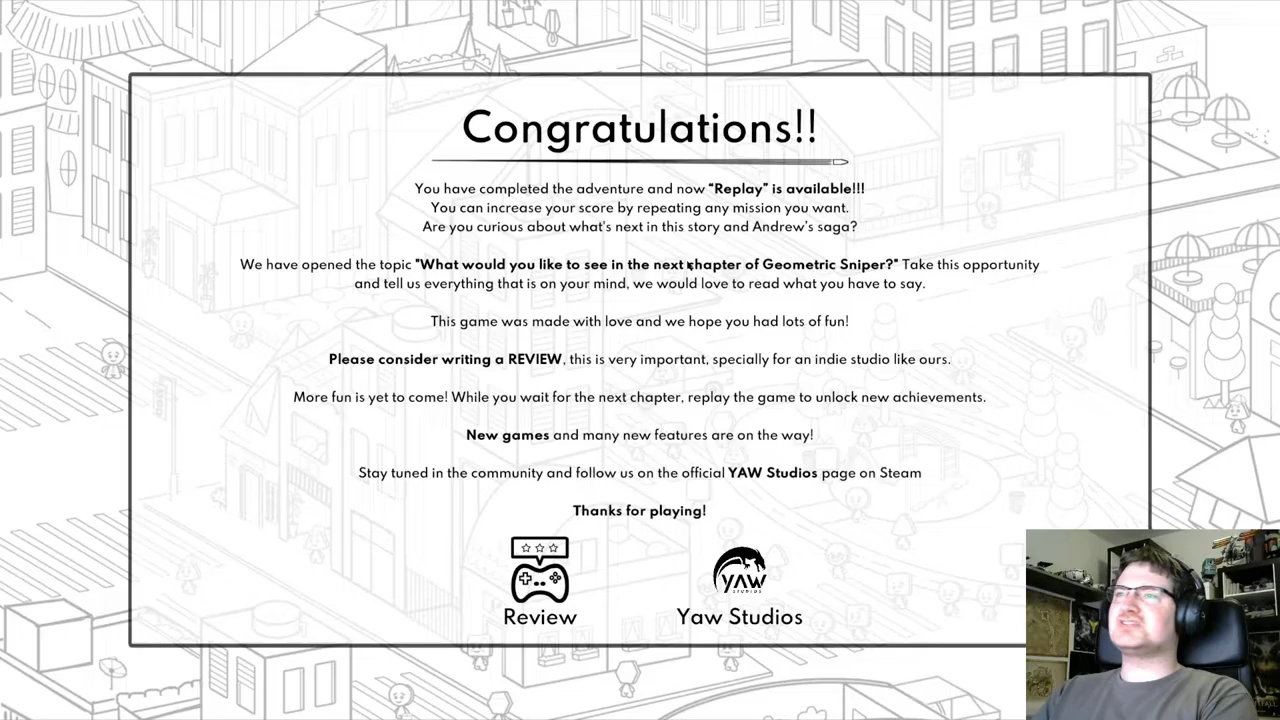 Congratulations!!
You have completed the adventure and now “Replay” is available!!!
You can increase your score by repeating any mission you want.
Are you curious about what's next in this story and Andrew's saga?
We have opened the topic "What would you like to see in the next chapter of Geometric Sniper?" Take this opportunity
and tell us everything that is on your mind, we would love to read what you have to say.
This game was made with love and we hope you had lots of fun!
Please consider writing a REVIEW, this is very important, specially for an indie studio like ours.
More fun is yet to come! While you wait for the next chapter, replay the game to unlock new achievements.
New games and many new features are on the way!
Stay tuned in the community and follow us on the official YAW Studios page on Steam
Thanks for playing!
YAW
STUDIOS
Review
Yaw Studios